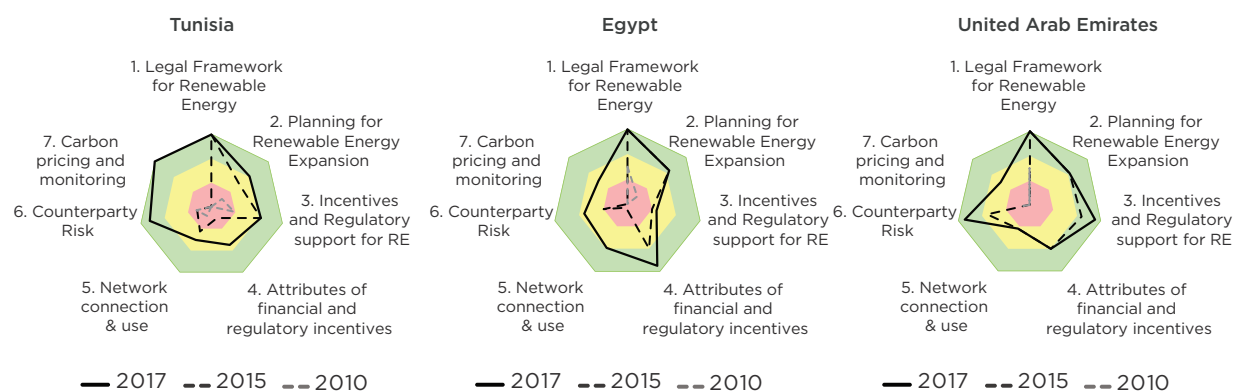 Tunisia
1. Legal Framework
for Renewable
Energy
2. Planning for
Renewable Energy
Expansion
3. Incentives
and Regulatory
support for RE
4. Attributes of
financial and
regulatory incentives
5. Network
connection
& use
6. Counterparty
Risk
7. Carbon
pricing and
monitoring
2017 2015 2010
Egypt
1. Legal Framework
for Renewable
Energy
2. Planning for
Renewable Energy
Expansion
3. Incentives
and Regulatory
support for RE
4. Attributes of
financial and
regulatory incentives
5. Network
connection
& use
6. Counterparty
Risk
7. Carbon
pricing and
monitoring
2017 2015 2010
United Arab Emirates
1. Legal Framework
for Renewable
Energy
2. Planning for
Renewable Energy
Expansion
3. Incentives
and Regulatory
support for RE
4. Attributes of
financial and
regulatory incentives
5. Network
connection
& use
6. Counterparty
Risk
7. Carbon
pricing and
monitoring
2017 2015 2010